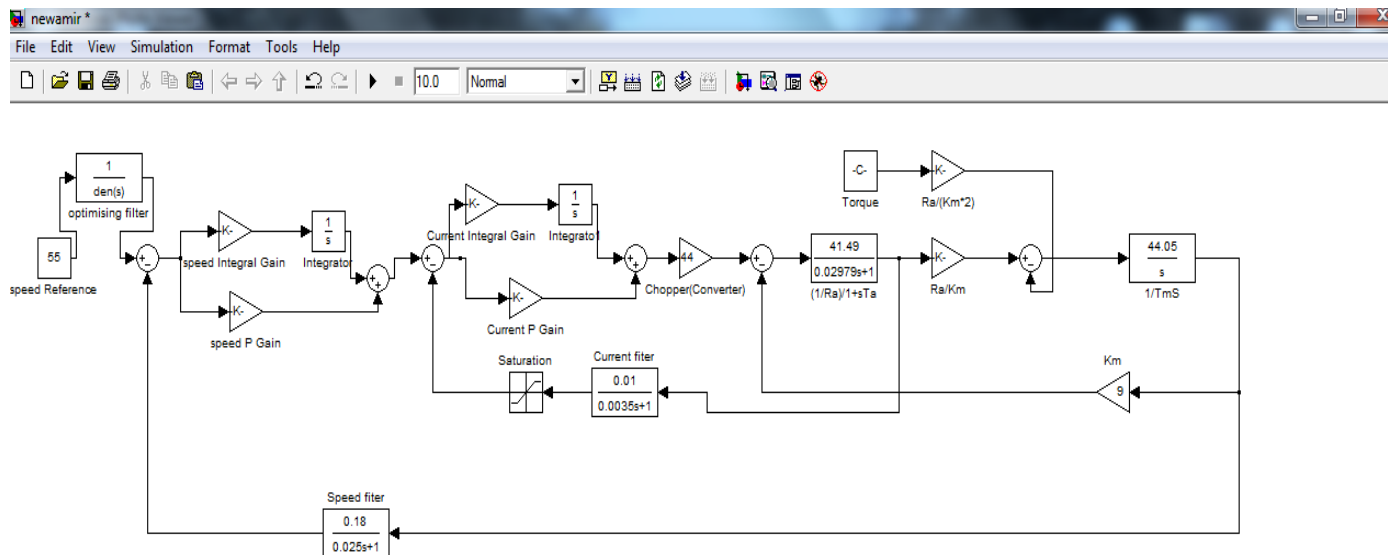 newamir *
File Edit View Simulation Format Tools Help
10.0 Normal
1
den(s)
optimising filter
55
speed Reference
-K-
speed Integral Gain
1
s
Integrator
-K-
speed P Gain
-K-
Current Integral Gain
1
s
Integrato1
-K-
Current P Gain
44
Chopper(Converter)
41.49
0.02979s+1
(1/Ra)/1+sTa
-C-
Torque
-K-
Ra/(Km*2)
-K-
Ra/Km
44.05
s
1/TmS
Saturation
Current fiter
0.01
0.0035s+1
Km
9
Speed fiter
0.18
0.025s+1